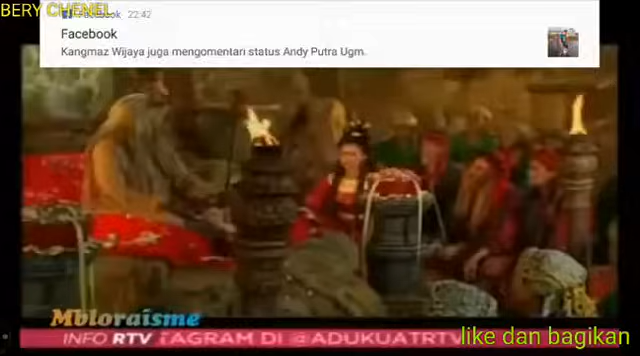 BERY CHENEL
Facebook 22:42
Facebook
Kangmaz Wijaya juga mengomentari status Andy Putra Ugm.
Mbloraisme
INFO RTV
TAGRAM DI @ADUKUATRTV
like dan bagikan